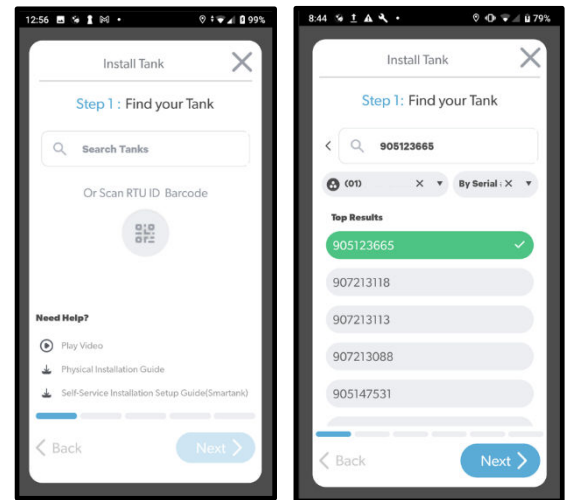 12:56 99%
Install Tank
Step 1 : Find your Tank
Search Tanks
Or Scan RTU ID Barcode
Need Help?
Play Video
Physical Installation Guide
Self-Service Installation Setup Guide(Smartank)
Back Next
8:44 79%
Install Tank
Step 1: Find your Tank
905123665
(01) By Serial :
Top Results
905123665
907213118
907213113
907213088
905147531
Back Next